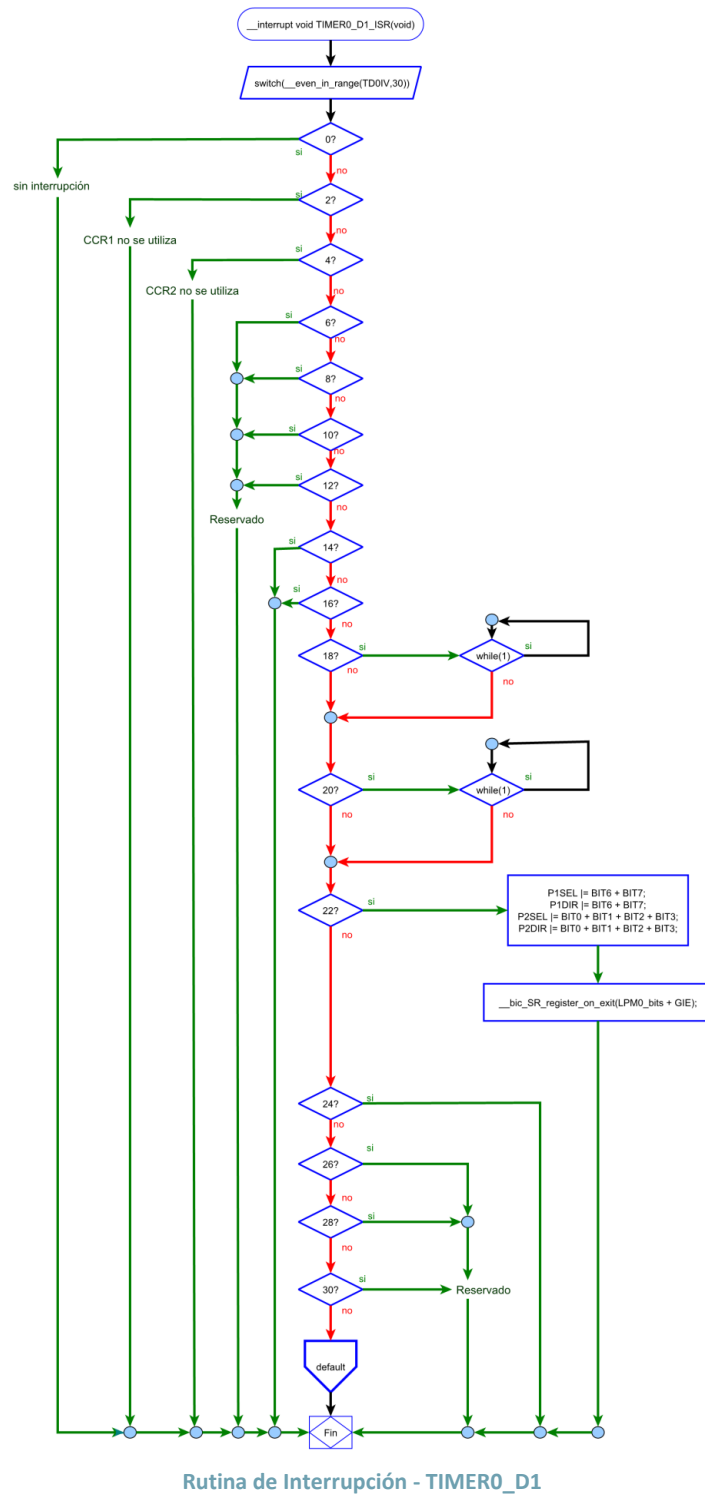 __interrupt void TIMER0_D1_ISR(void)
switch(__even_in_range(TD0IV,30))
0?
si
no
sin interrupción
2?
si
no
CCR1 no se utiliza
4?
si
no
CCR2 no se utiliza
6?
si
no
8?
si
no
10?
si
no
12?
si
no
Reservado
14?
si
no
16?
si
no
18?
si
no
while(1)
si
no
20?
si
no
while(1)
si
no
22?
si
no
P1SEL |= BIT6 + BIT7;
P1DIR |= BIT6 + BIT7;
P2SEL |= BIT0 + BIT1 + BIT2 + BIT3;
P2DIR |= BIT0 + BIT1 + BIT2 + BIT3;
__bic_SR_register_on_exit(LPM0_bits + GIE);
24?
si
no
26?
si
no
28?
si
no
30?
si
no
Reservado
default
Fin
Rutina de Interrupción - TIMER0_D1